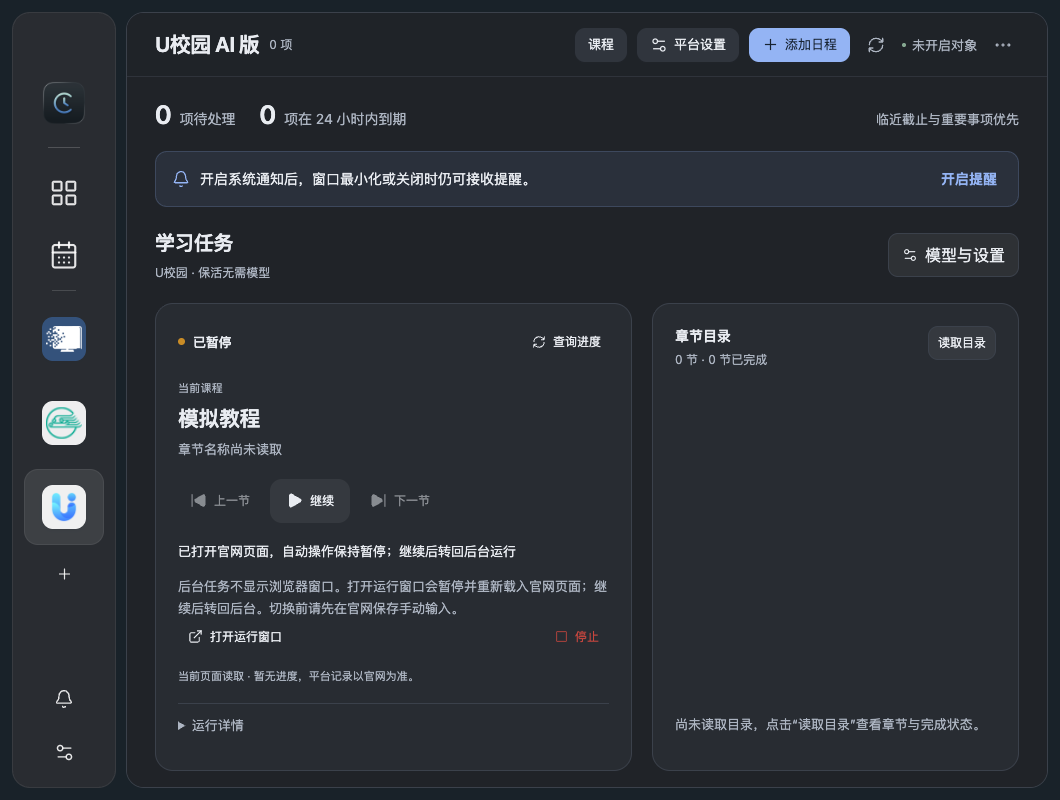 U校园 AI 版 0 项
课程
平台设置
添加日程
未开启对象
0 项待处理 0 项在 24 小时内到期
临近截止与重要事项优先
开启系统通知后，窗口最小化或关闭时仍可接收提醒。
开启提醒
学习任务
U校园 · 保活无需模型
模型与设置
已暂停
查询进度
当前课程
模拟教程
章节名称尚未读取
上一节
继续
下一节
已打开官网页面，自动操作保持暂停；继续后转回后台运行
后台任务不显示浏览器窗口。打开运行窗口会暂停并重新载入官网页面；继
续后转回后台。切换前请先在官网保存手动输入。
打开运行窗口
停止
当前页面读取 · 暂无进度，平台记录以官网为准。
运行详情
章节目录
0 节 · 0 节已完成
读取目录
尚未读取目录，点击“读取目录”查看章节与完成状态。